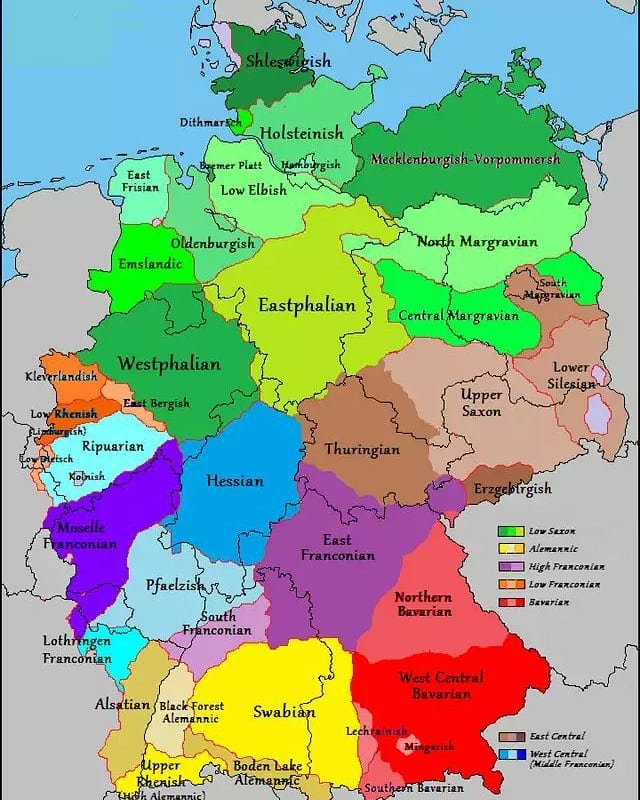 Shleswigish
Dithmarsch
Holsteinish
Mecklenburgish-Vorpommersh
Bremer Platt
Hamburgish
East
Frisian
Low Elbish
Oldenburgish
North Margravian
Emslandic
South
Margravian
Eastphalian
Central Margravian
Westphalian
Kleverlandish
Lower
Silesian
East Bergish
Upper
Saxon
Low Rhenish
(Limburgish)
Ripuarian
Thuringian
Low Dietsch
Kolnish
Hessian
Erzgebirgish
Moselle
Franconian
East
Franconian
Low Saxon
Alemannic
High Franconian
Low Franconian
Bavarian
Pfaelzish
Northern
Bavarian
South
Franconian
Lothringen
Franconian
West Central
Bavarian
Alsatian
Black Forest
Alemannic
Swabian
Lechrainish
Mingarish
East Central
West Central
(Middle Franconian)
Upper
Rhenish
(High Alemannic)
Boden Lake
Alemannic
Southern Bavarian